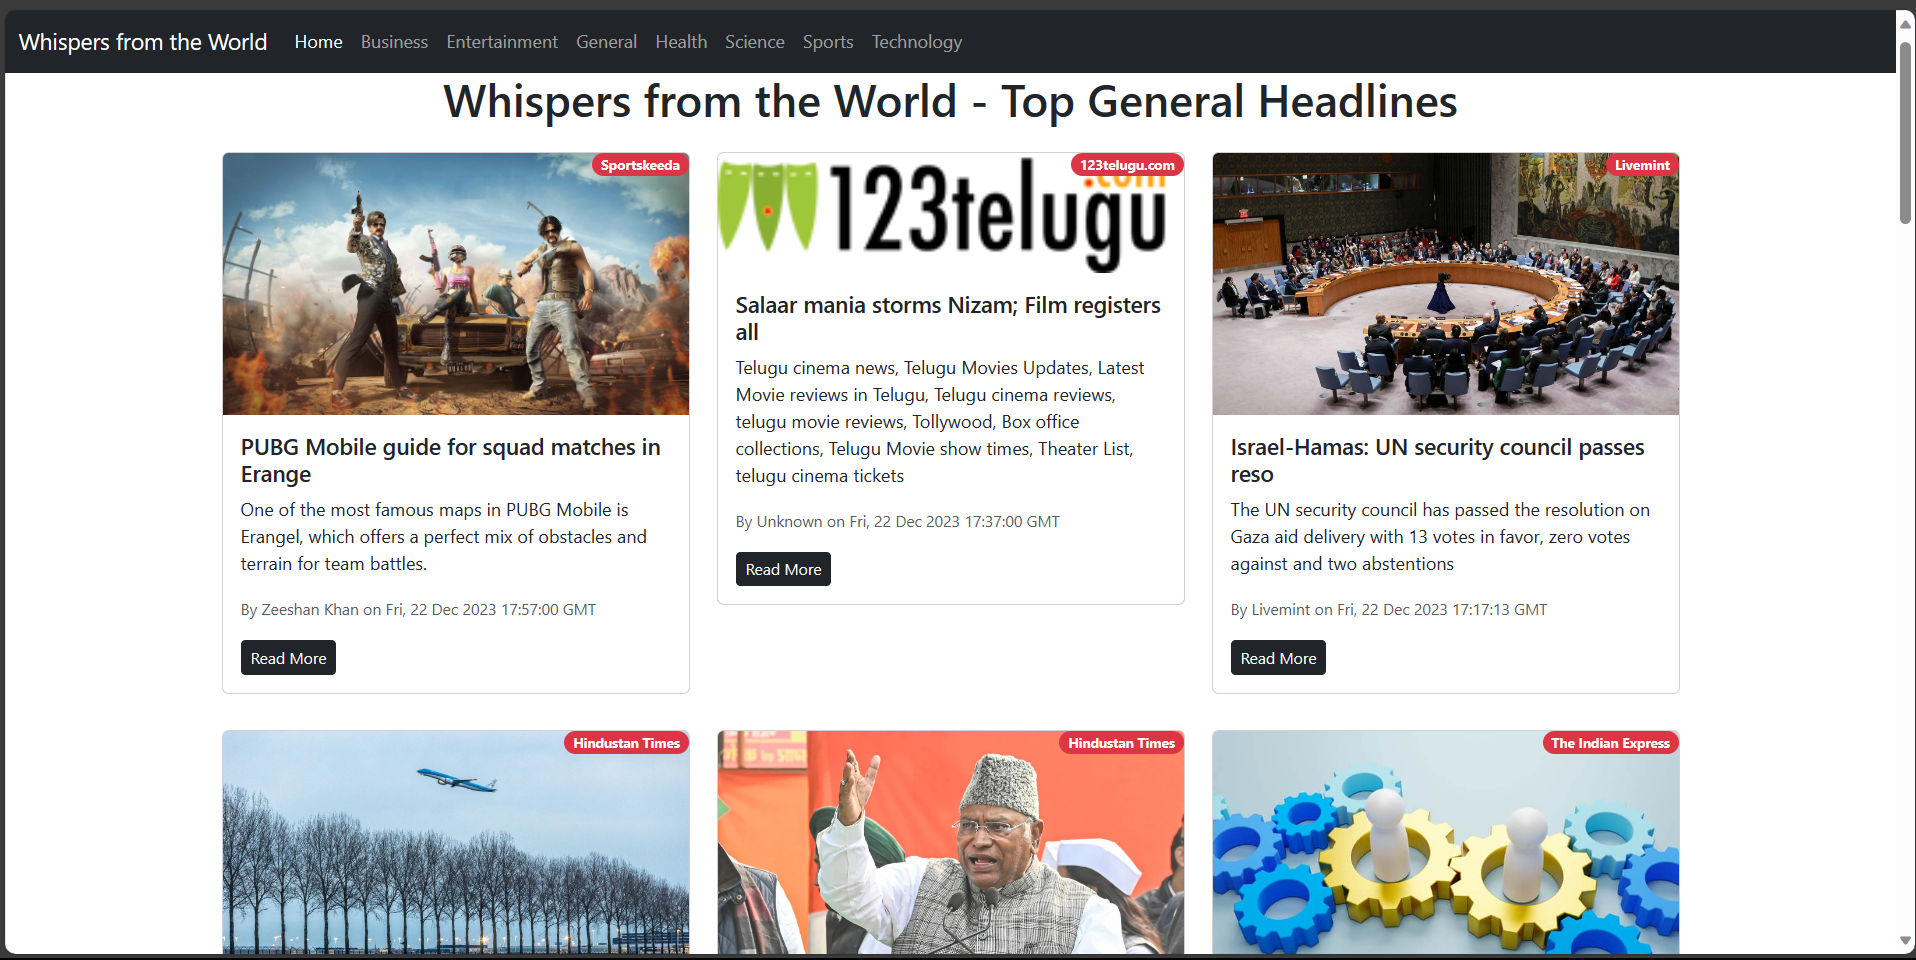 Whispers from the World Home Business Entertainment General Health Science Sports Technology
Whispers from the World - Top General Headlines
Sportskeeda
PUBG Mobile guide for squad matches in
Erange
One of the most famous maps in PUBG Mobile is
Erangel, which offers a perfect mix of obstacles and
terrain for team battles.
By Zeeshan Khan on Fri, 22 Dec 2023 17:57:00 GMT
Read More
123telugu.com
123telugu
.com
Salaar mania storms Nizam; Film registers
all
Telugu cinema news, Telugu Movies Updates, Latest
Movie reviews in Telugu, Telugu cinema reviews,
telugu movie reviews, Tollywood, Box office
collections, Telugu Movie show times, Theater List,
telugu cinema tickets
By Unknown on Fri, 22 Dec 2023 17:37:00 GMT
Read More
Livemint
Israel-Hamas: UN security council passes
reso
The UN security council has passed the resolution on
Gaza aid delivery with 13 votes in favor, zero votes
against and two abstentions
By Livemint on Fri, 22 Dec 2023 17:17:13 GMT
Read More
Hindustan Times
Hindustan Times
The Indian Express